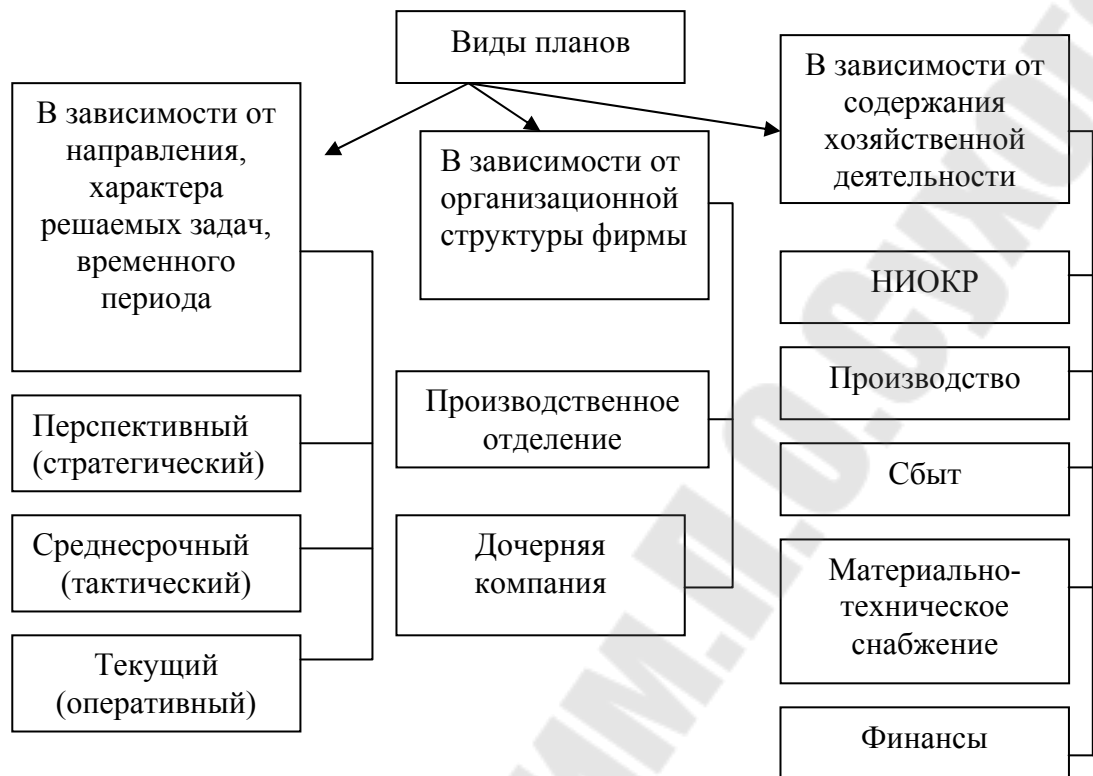 Виды планов
В зависимости от
направления,
характера
решаемых задач,
временного
периода
Перспективный
(стратегический)
Среднесрочный
(тактический)
Текущий
(оперативный)
В зависимости от
организационной
структуры фирмы
Производственное
отделение
Дочерняя
компания
В зависимости от
содержания
хозяйственной
деятельности
НИОКР
Производство
Сбыт
Материально-
техническое
снабжение
Финансы